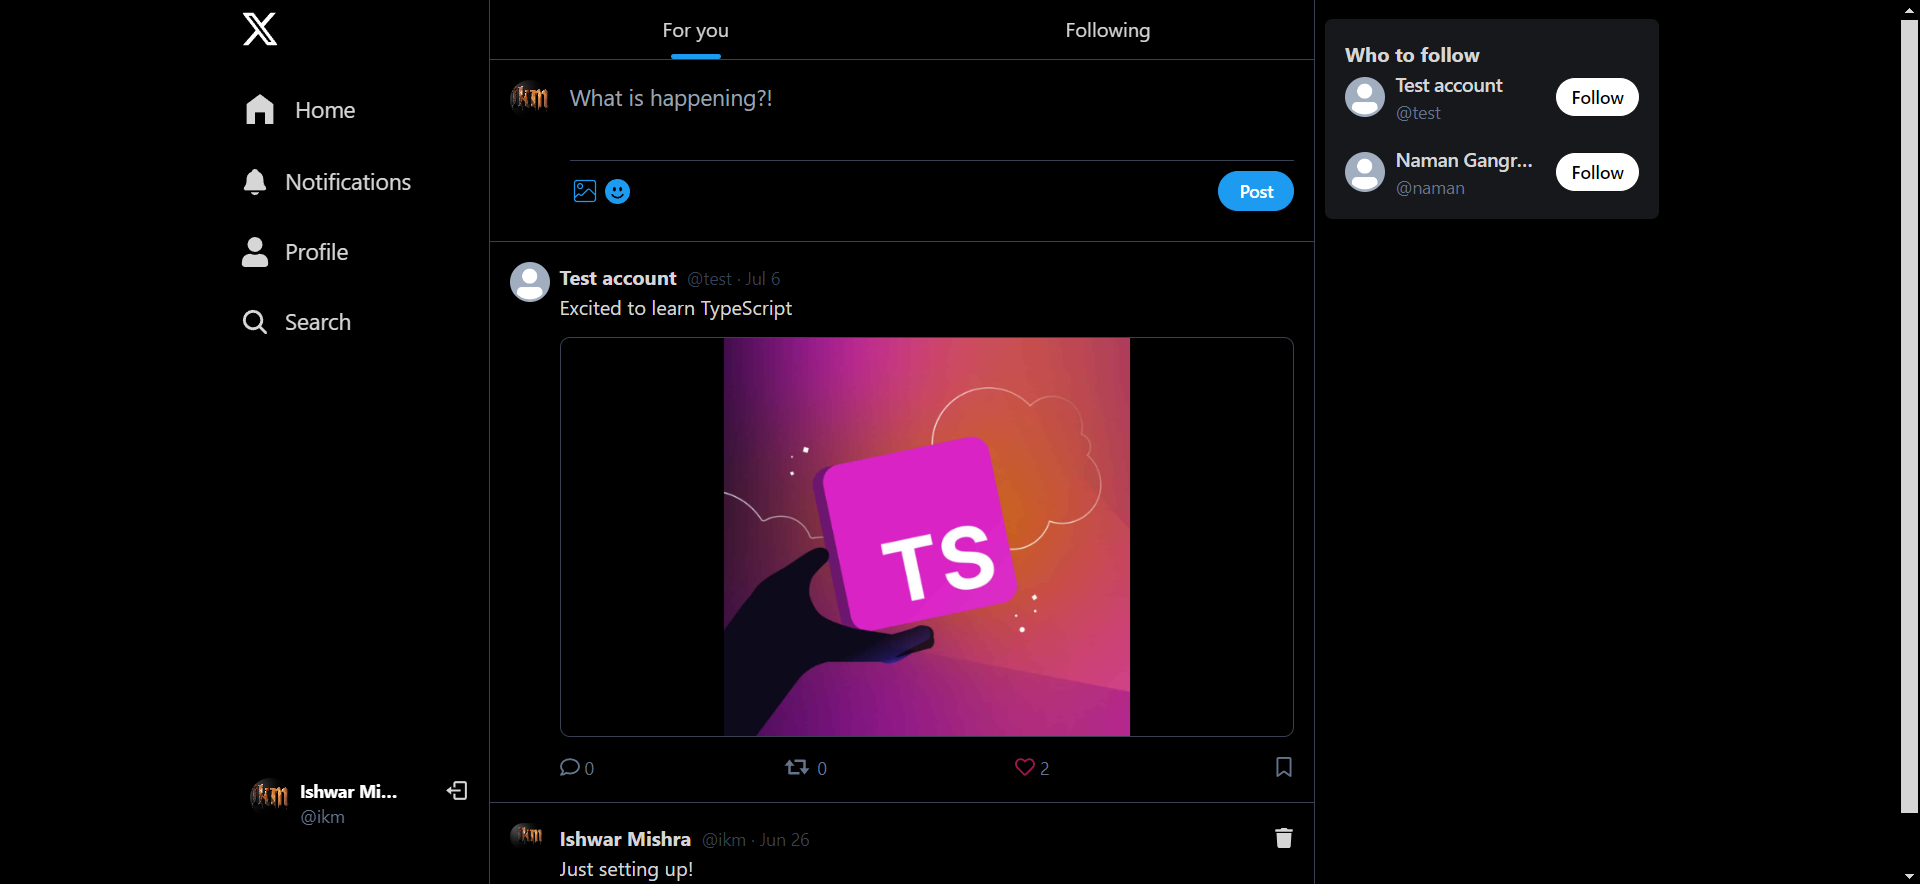 Home
Notifications
Profile
Search
ikm
Ishwar Mi...
@ikm
For you
Following
ikm
What is happening?!
Post
Test account @test · Jul 6
Excited to learn TypeScript
TS
0
0
2
ikm
Ishwar Mishra @ikm · Jun 26
Just setting up!
Who to follow
Test account
@test
Follow
Naman Gangr...
@naman
Follow